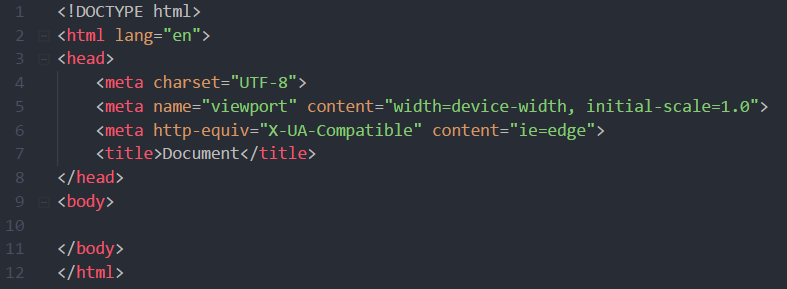 1 <!DOCTYPE html>
2 <html lang="en">
3 <head>
4     <meta charset="UTF-8">
5     <meta name="viewport" content="width=device-width, initial-scale=1.0">
6     <meta http-equiv="X-UA-Compatible" content="ie=edge">
7     <title>Document</title>
8 </head>
9 <body>
10
11 </body>
12 </html>